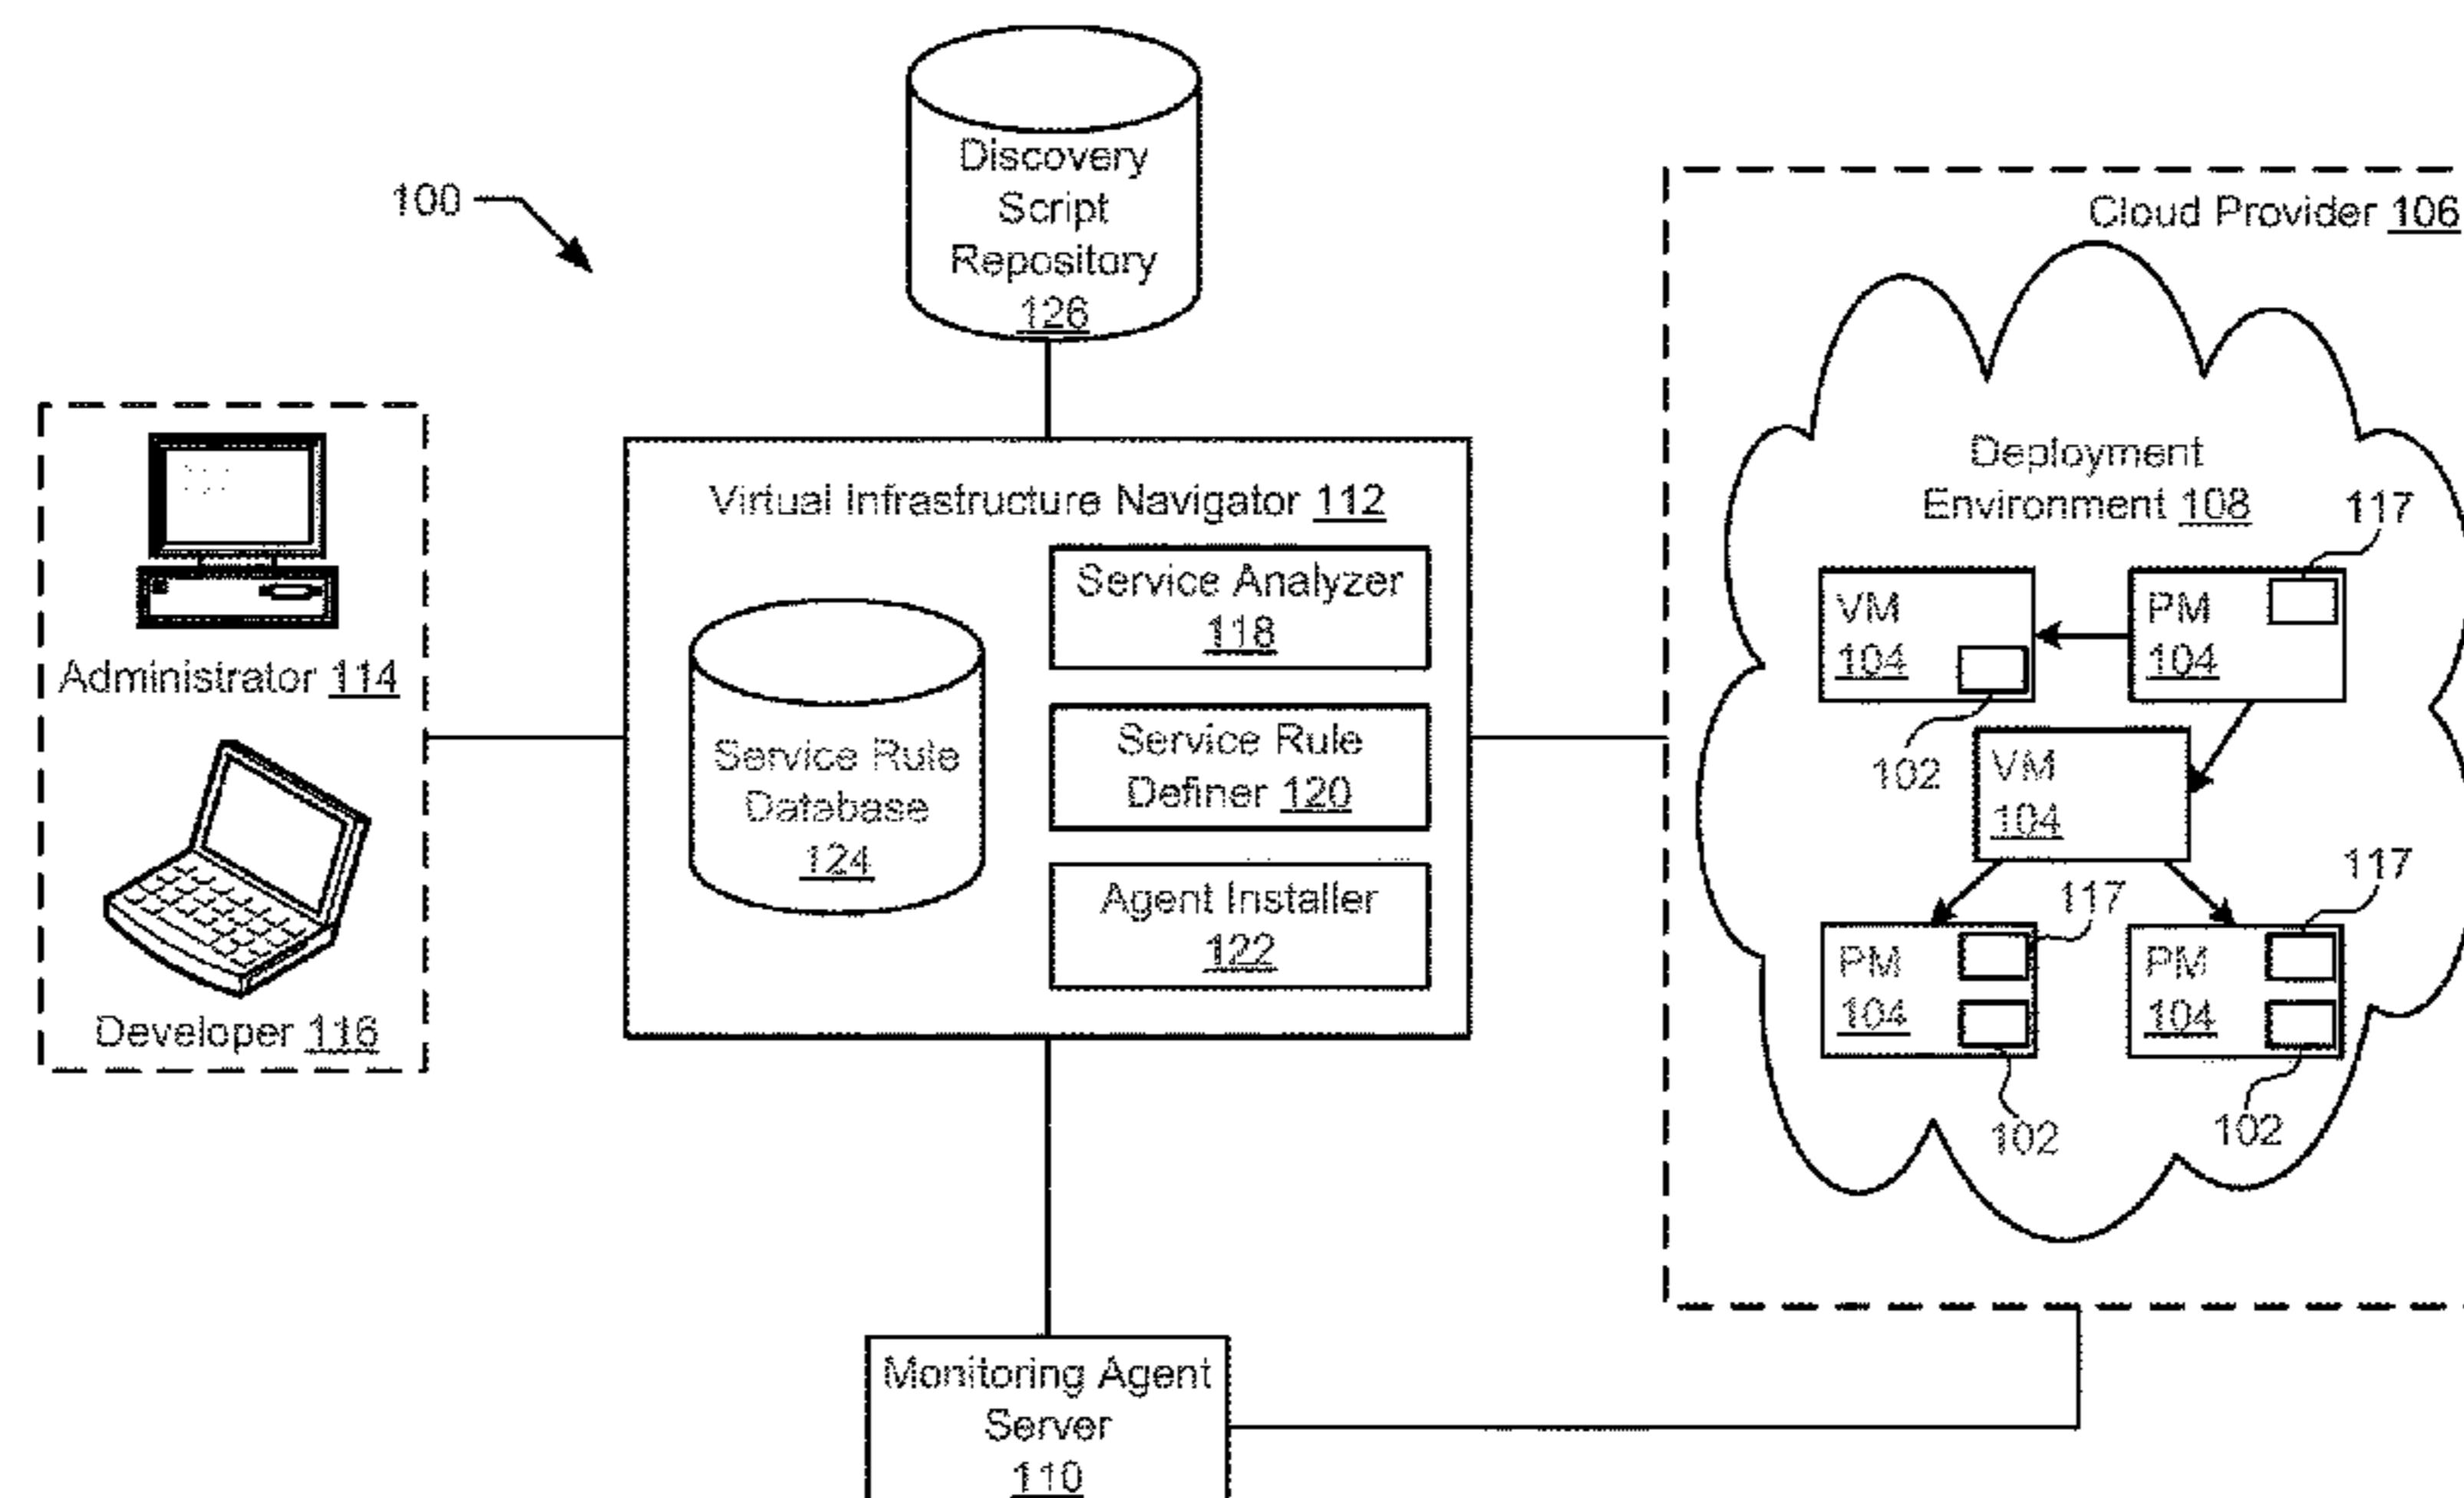 100
Discovery
Script
Repository
126
Cloud Provider 106
Administrator 114
Developer 116
Virtual Infrastructure Navigator 112
Service Rule
Database
124
Service Analyzer
118
Service Rule
Definer 120
Agent Installer
122
Deployment
Environment 108
117
VM
104
102
PM
104
VM
104
117
PM
104
102
117
PM
104
102
Monitoring Agent
Server
110